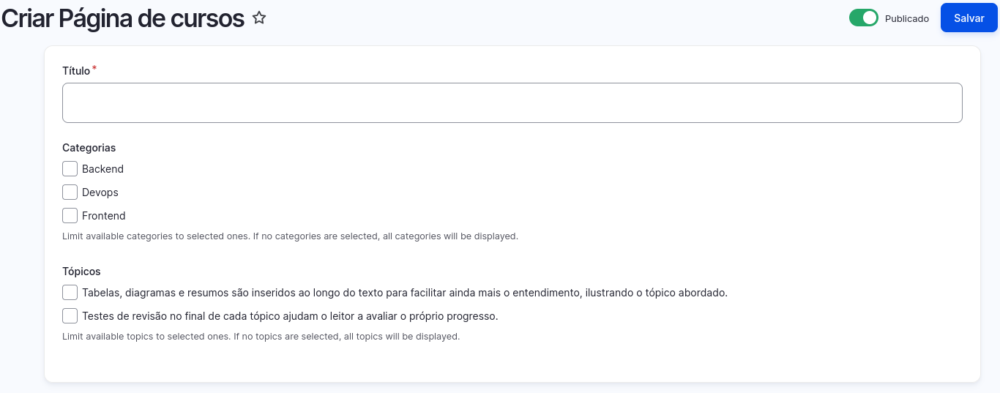 Criar Página de cursos
Publicado
Salvar
Título *
Categorias
Backend
Devops
Frontend
Limit available categories to selected ones. If no categories are selected, all categories will be displayed.
Tópicos
Tabelas, diagramas e resumos são inseridos ao longo do texto para facilitar ainda mais o entendimento, ilustrando o tópico abordado.
Testes de revisão no final de cada tópico ajudam o leitor a avaliar o próprio progresso.
Limit available topics to selected ones. If no topics are selected, all topics will be displayed.